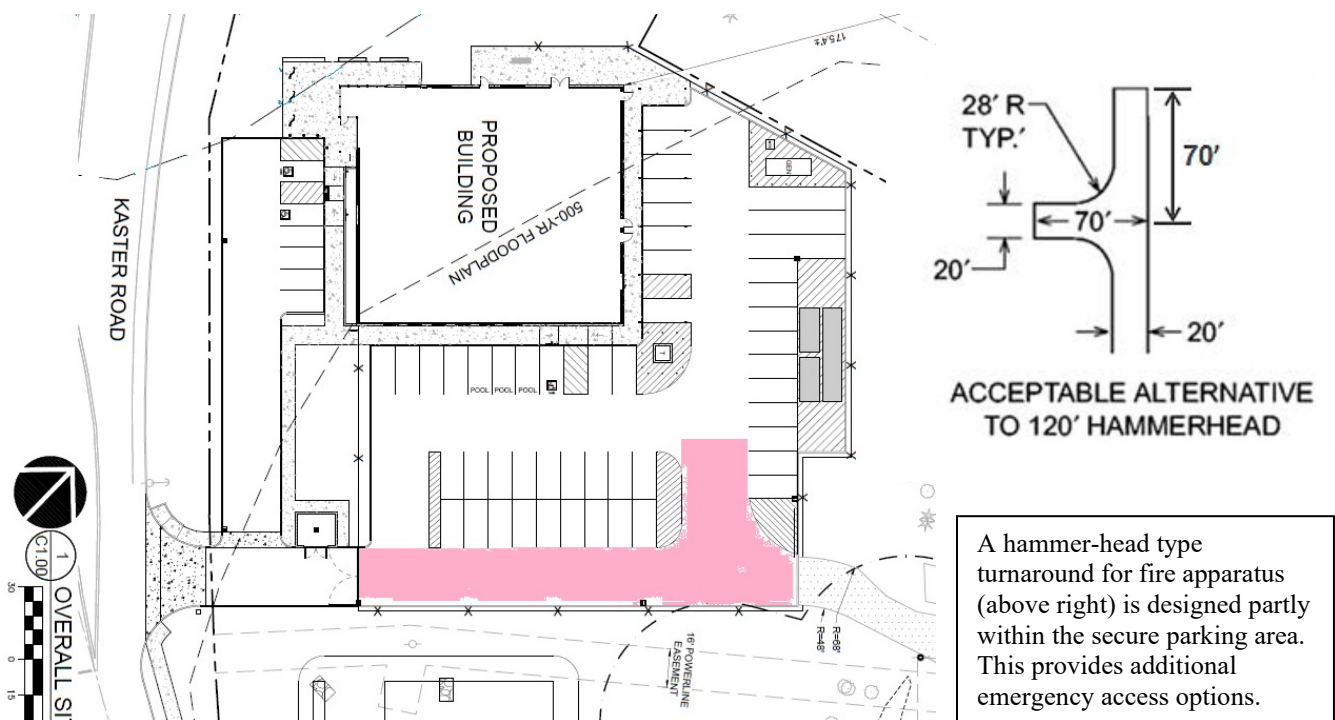 175.4'±
PROPOSED
BUILDING
500-YR FLOODPLAIN
GEN
KASTER ROAD
POOL POOL POOL
T
1
C1.00
OVERALL SI
30
0
15
16' POWERLINE
EASEMENT
R=68'
R=48'
28' R
TYP.'
70'
70'
20'
20'
ACCEPTABLE ALTERNATIVE
TO 120' HAMMERHEAD
A hammer-head type
turnaround for fire apparatus
(above right) is designed partly
within the secure parking area.
This provides additional
emergency access options.